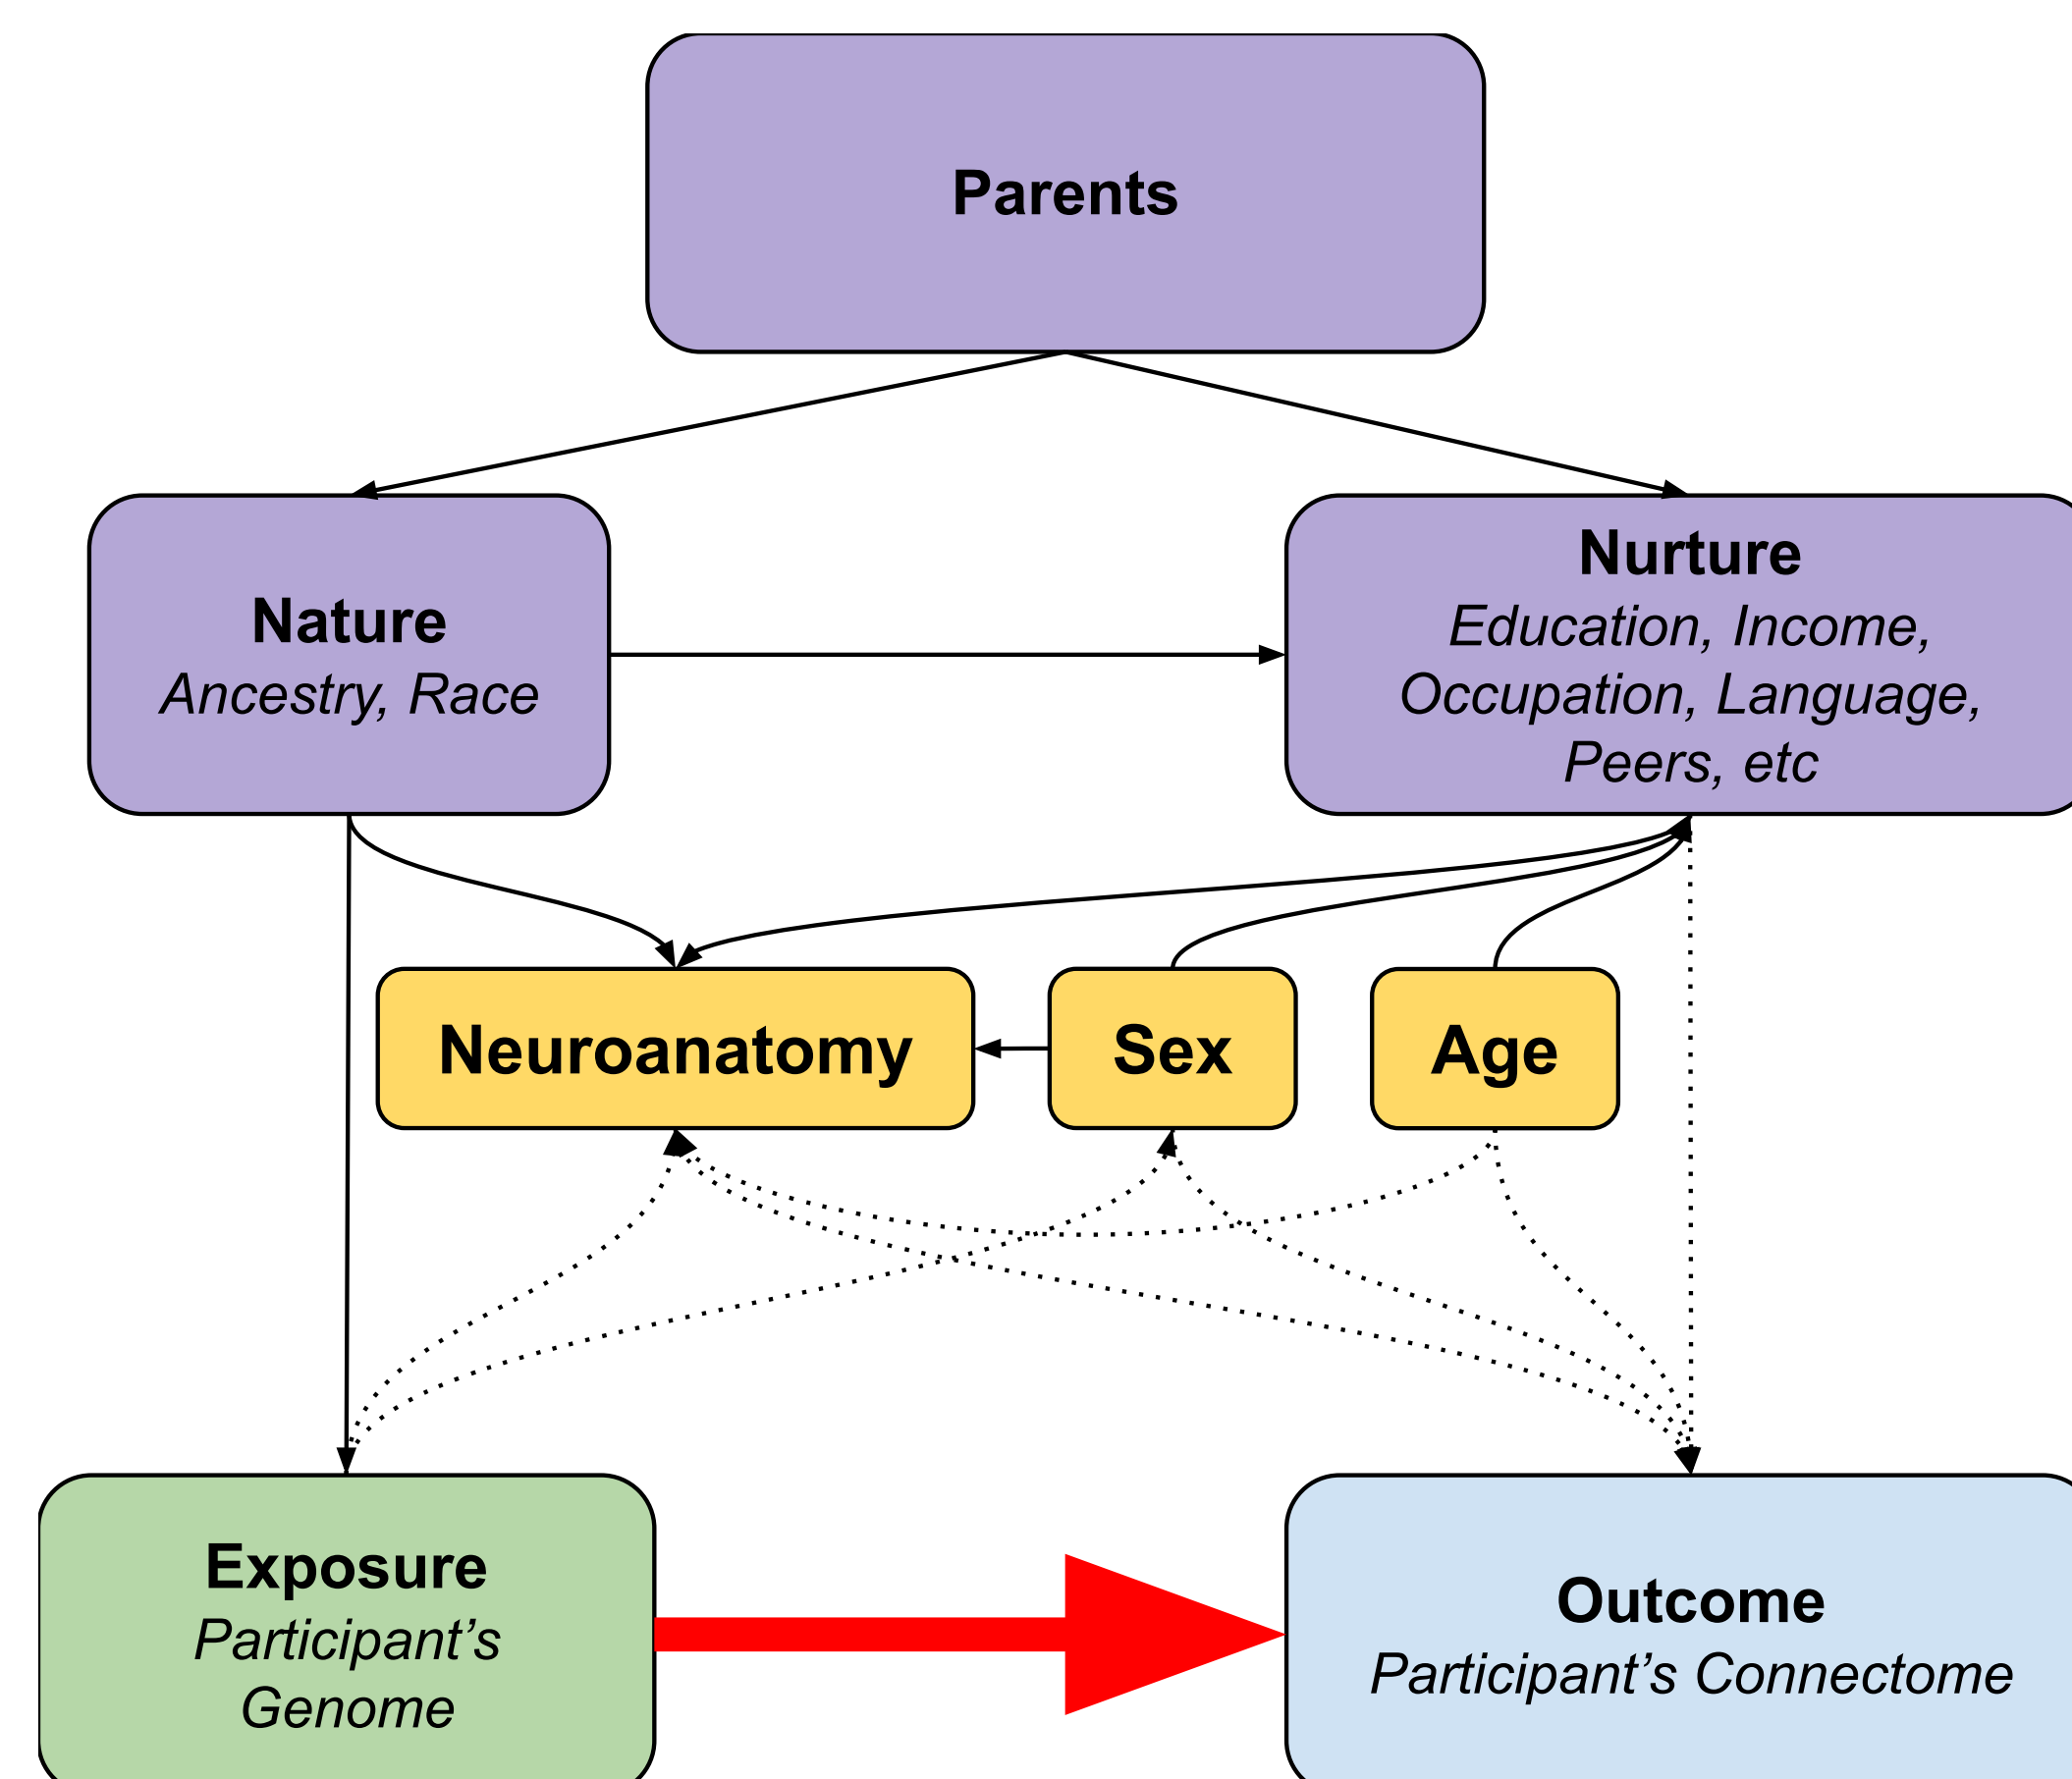 Parents
Nature
Ancestry, Race
Nurture
Education, Income,
Occupation, Language,
Peers, etc
Neuroanatomy
Sex
Age
Exposure
Participant’s
Genome
Outcome
Participant’s Connectome